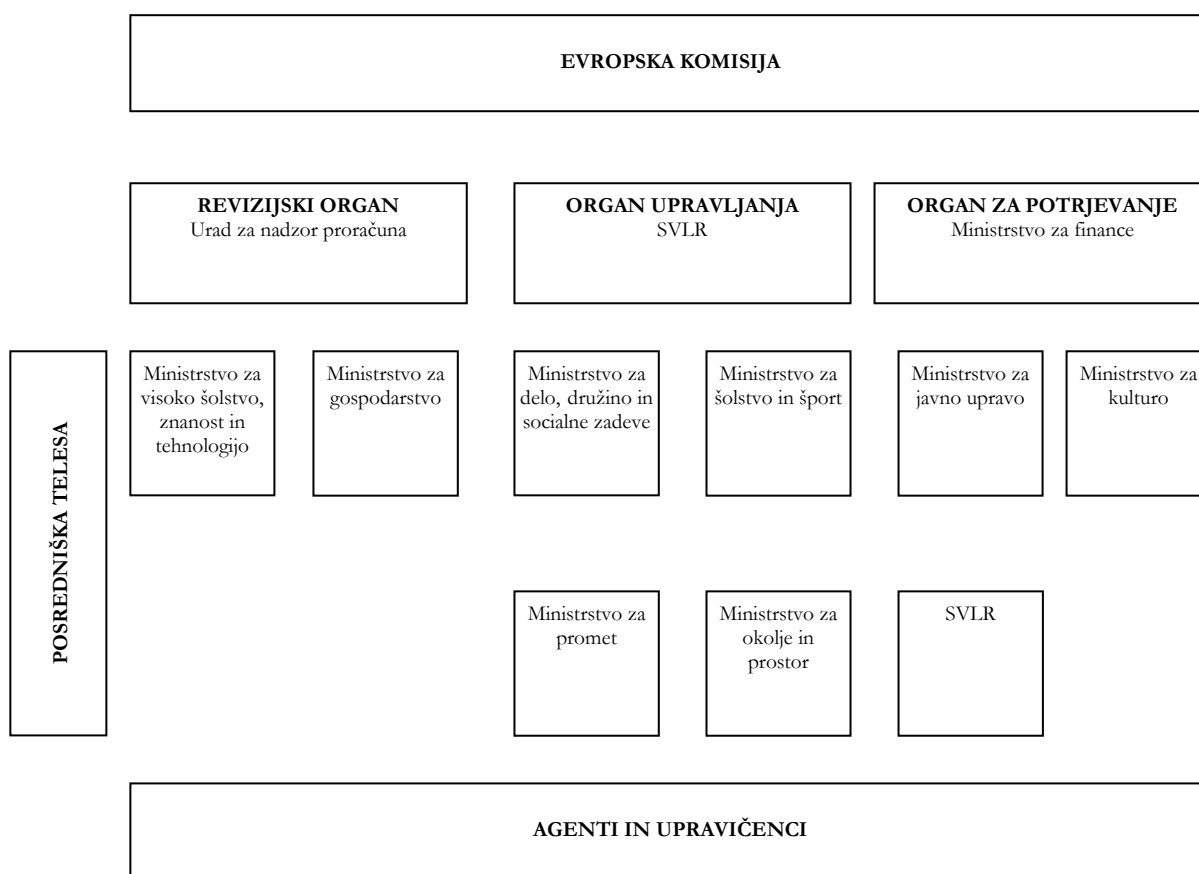 EVROPSKA KOMISIJA
REVIZIJSKI ORGAN
Urad za nadzor proračuna
ORGAN UPRAVLJANJA
SVLR
ORGAN ZA POTRJEVANJE
Ministrstvo za finance
POSREDNIŠKA TELESA
Ministrstvo za
visoko šolstvo,
znanost in
tehnologijo
Ministrstvo za
gospodarstvo
Ministrstvo za
delo, družino in
socialne zadeve
Ministrstvo za
šolstvo in šport
Ministrstvo za
javno upravo
Ministrstvo za
kulturo
Ministrstvo za
promet
Ministrstvo za
okolje in
prostor
SVLR
AGENTI IN UPRAVIČENCI